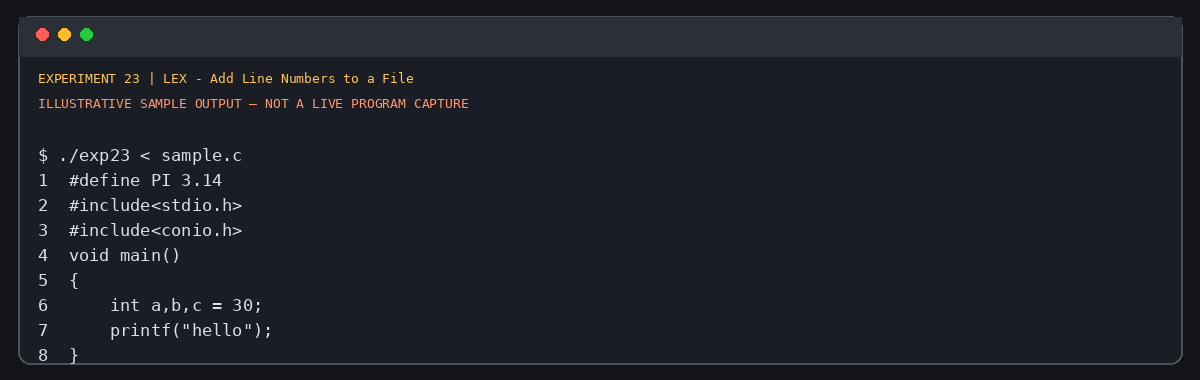 EXPERIMENT 23 | LEX - Add Line Numbers to a File
ILLUSTRATIVE SAMPLE OUTPUT — NOT A LIVE PROGRAM CAPTURE
$ ./exp23 < sample.c
1  #define PI 3.14
2  #include<stdio.h>
3  #include<conio.h>
4  void main()
5  {
6      int a,b,c = 30;
7      printf("hello");
8  }